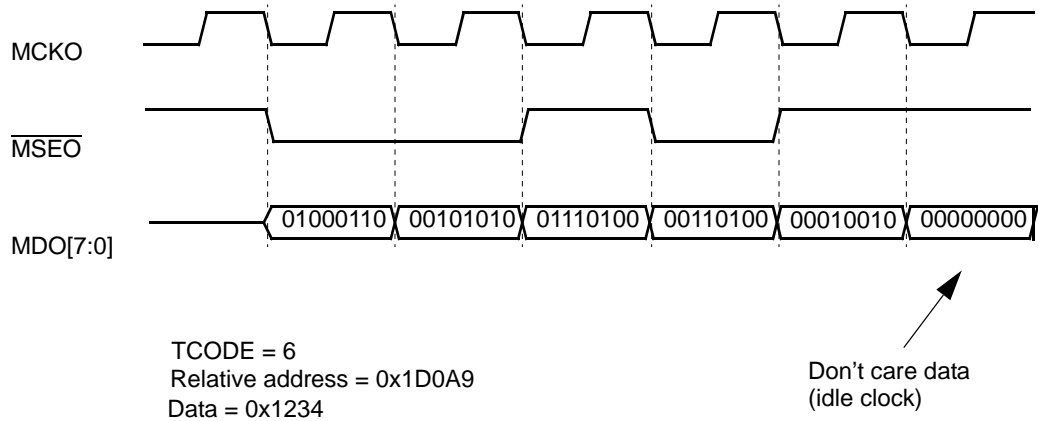 MCKO
MSEO
MDO[7:0]
01000110 00101010 01110100 00110100 00010010 00000000
TCODE = 6
Relative address = 0x1D0A9
Data = 0x1234
Don't care data
(idle clock)